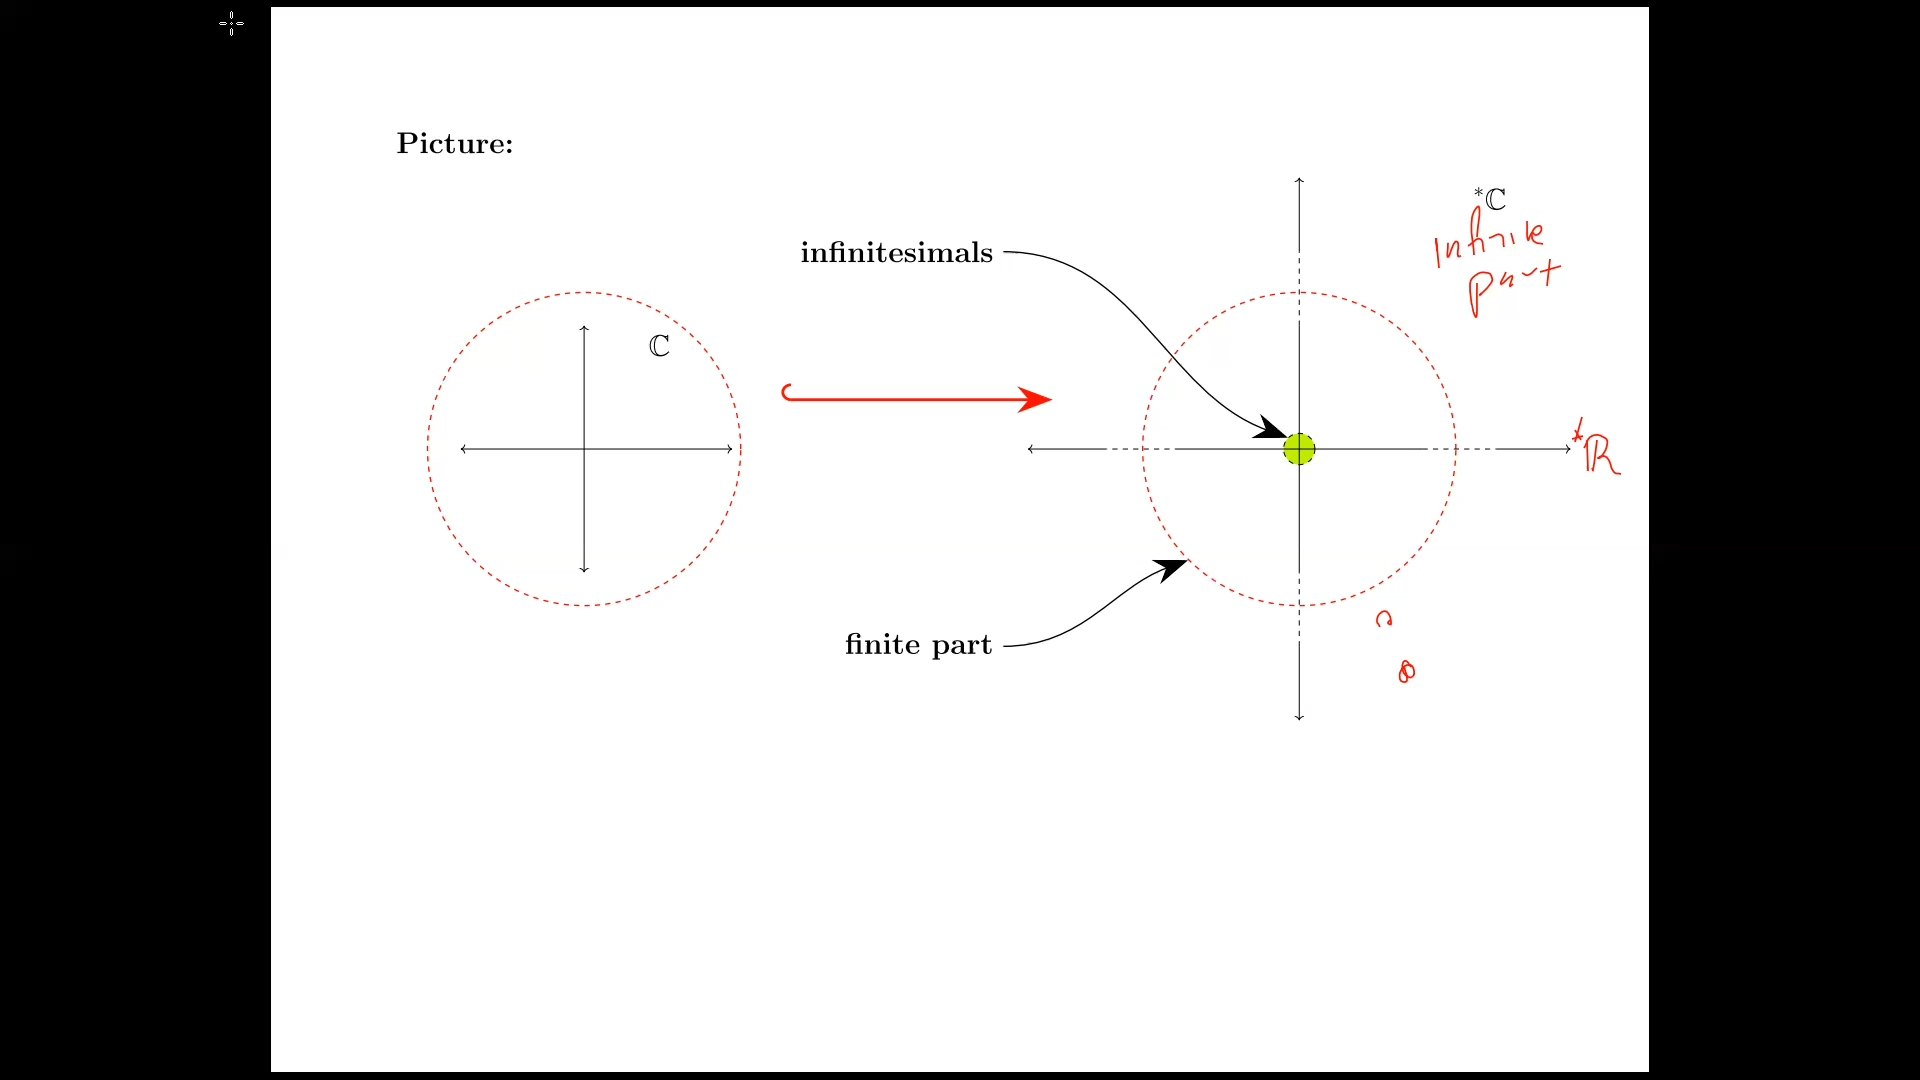 Picture:
*ℂ
Infinite
part
infinitesimals
ℂ
*ℝ
finite part